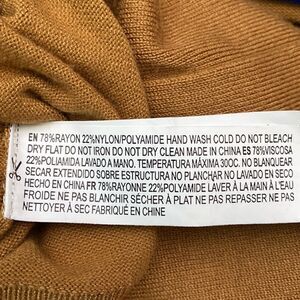 EN 78%RAYON 22%NYLON/POLYAMIDE HAND WASH COLD DO NOT BLEACH
DRY FLAT DO NOT IRON DO NOT DRY CLEAN MADE IN CHINA ES 78%VISCOSA
22%POLIAMIDA LAVADO A MANO. TEMPERATURA MÁXIMA 30OC. NO BLANQUEAR
SECAR EXTENDIDO SOBRE ESTRUCTURA NO PLANCHAR NO LAVADO EN SECO
HECHO EN CHINA FR 78%RAYONNE 22%POLYAMIDE LAVER À LA MAIN À L'EAU
FROIDE NE PAS BLANCHIR SÉCHER À PLAT NE PAS REPASSER NE PAS
NETTOYER À SEC FABRIQUÉ EN CHINE